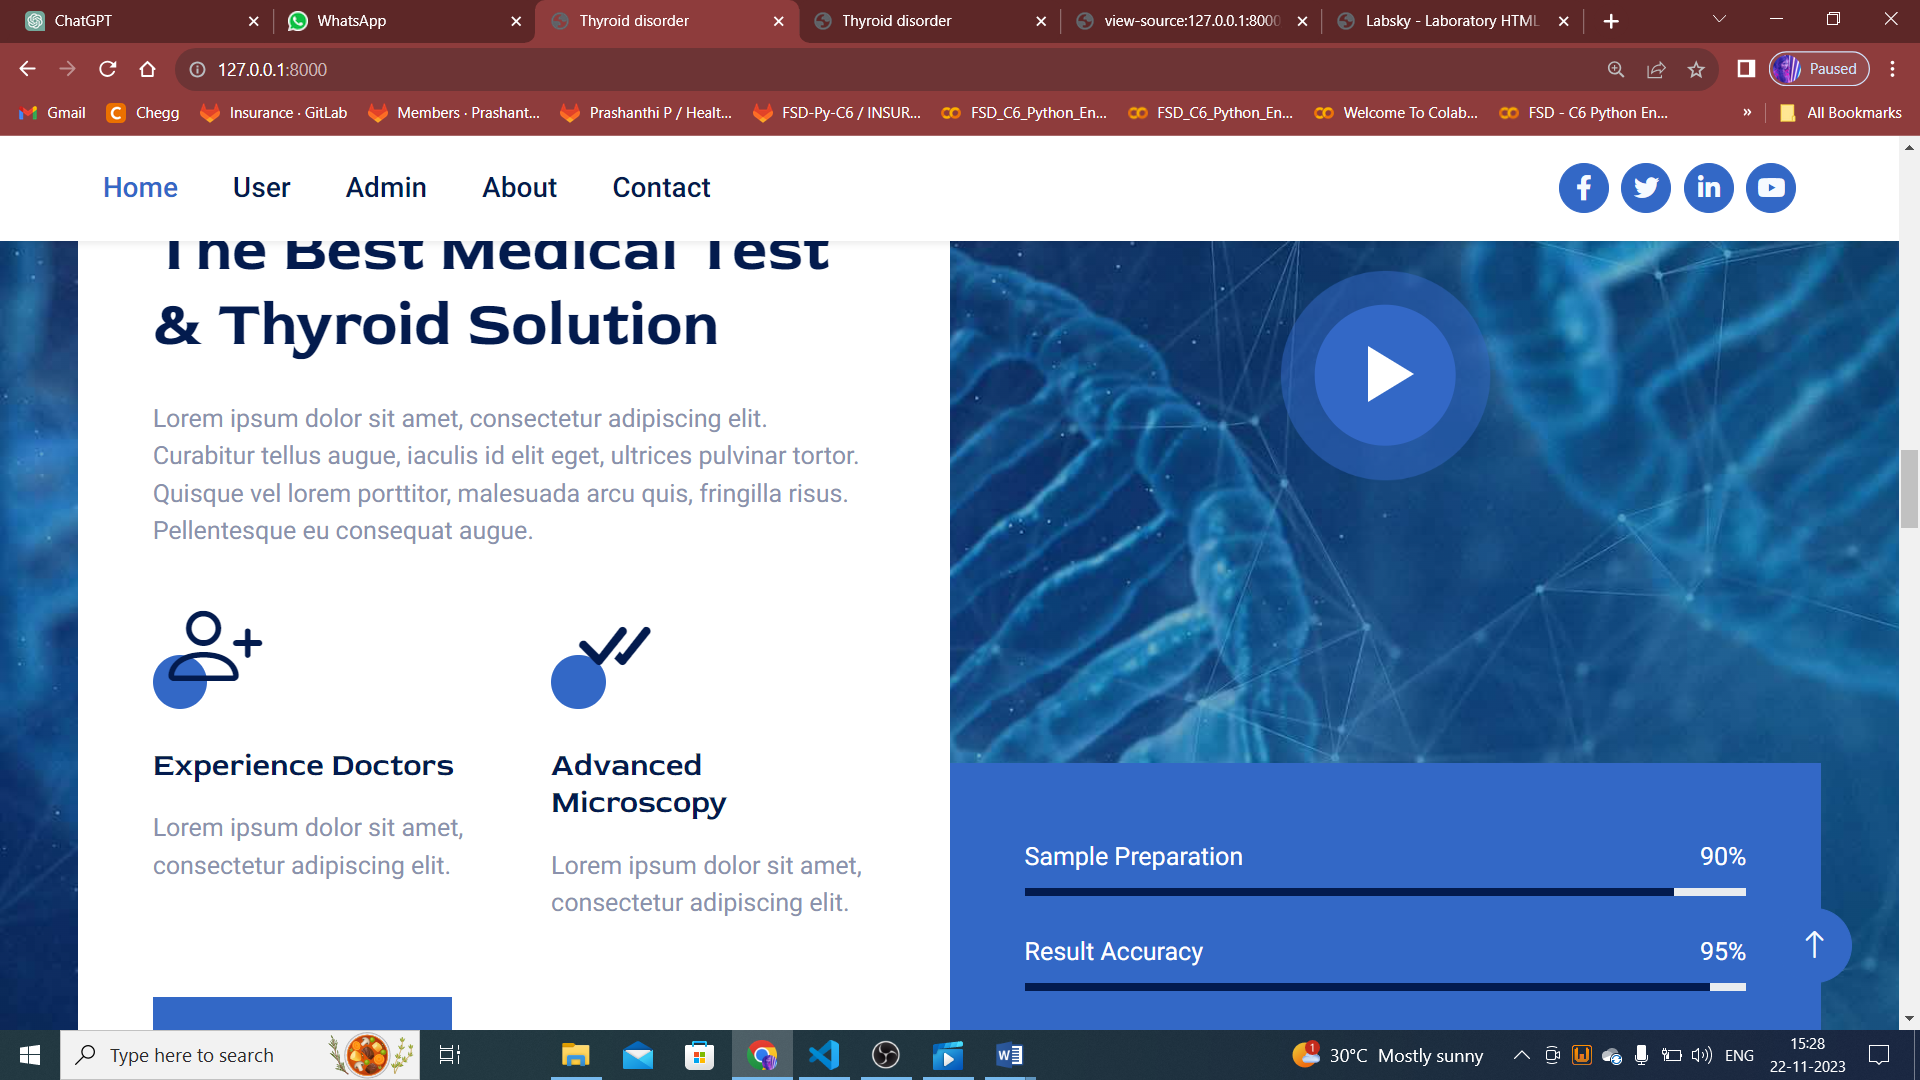 ChatGPT
WhatsApp
Thyroid disorder
Thyroid disorder
view-source:127.0.0.1:8000
Labsky - Laboratory HTML
127.0.0.1:8000
Paused
Gmail
Chegg
Insurance · GitLab
Members · Prashant...
Prashanthi P / Healt...
FSD-Py-C6 / INSUR...
FSD_C6_Python_En...
FSD_C6_Python_En...
Welcome To Colab...
FSD - C6 Python En...
»
All Bookmarks
Home
User
Admin
About
Contact
The Best Medical Test
& Thyroid Solution
Lorem ipsum dolor sit amet, consectetur adipiscing elit.
Curabitur tellus augue, iaculis id elit eget, ultrices pulvinar tortor.
Quisque vel lorem porttitor, malesuada arcu quis, fringilla risus.
Pellentesque eu consequat augue.
Experience Doctors
Lorem ipsum dolor sit amet,
consectetur adipiscing elit.
Advanced
Microscopy
Lorem ipsum dolor sit amet,
consectetur adipiscing elit.
Sample Preparation
90%
Result Accuracy
95%
Type here to search
1
30°C Mostly sunny
ENG
15:28
22-11-2023